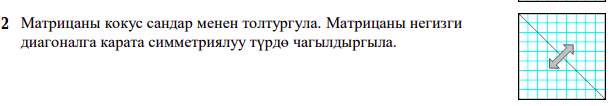 2 Матрицаны кокус сандар менен толтургула. Матрицаны негизги
диагоналга карата симметриялуу түрдө чагылдыргыла.